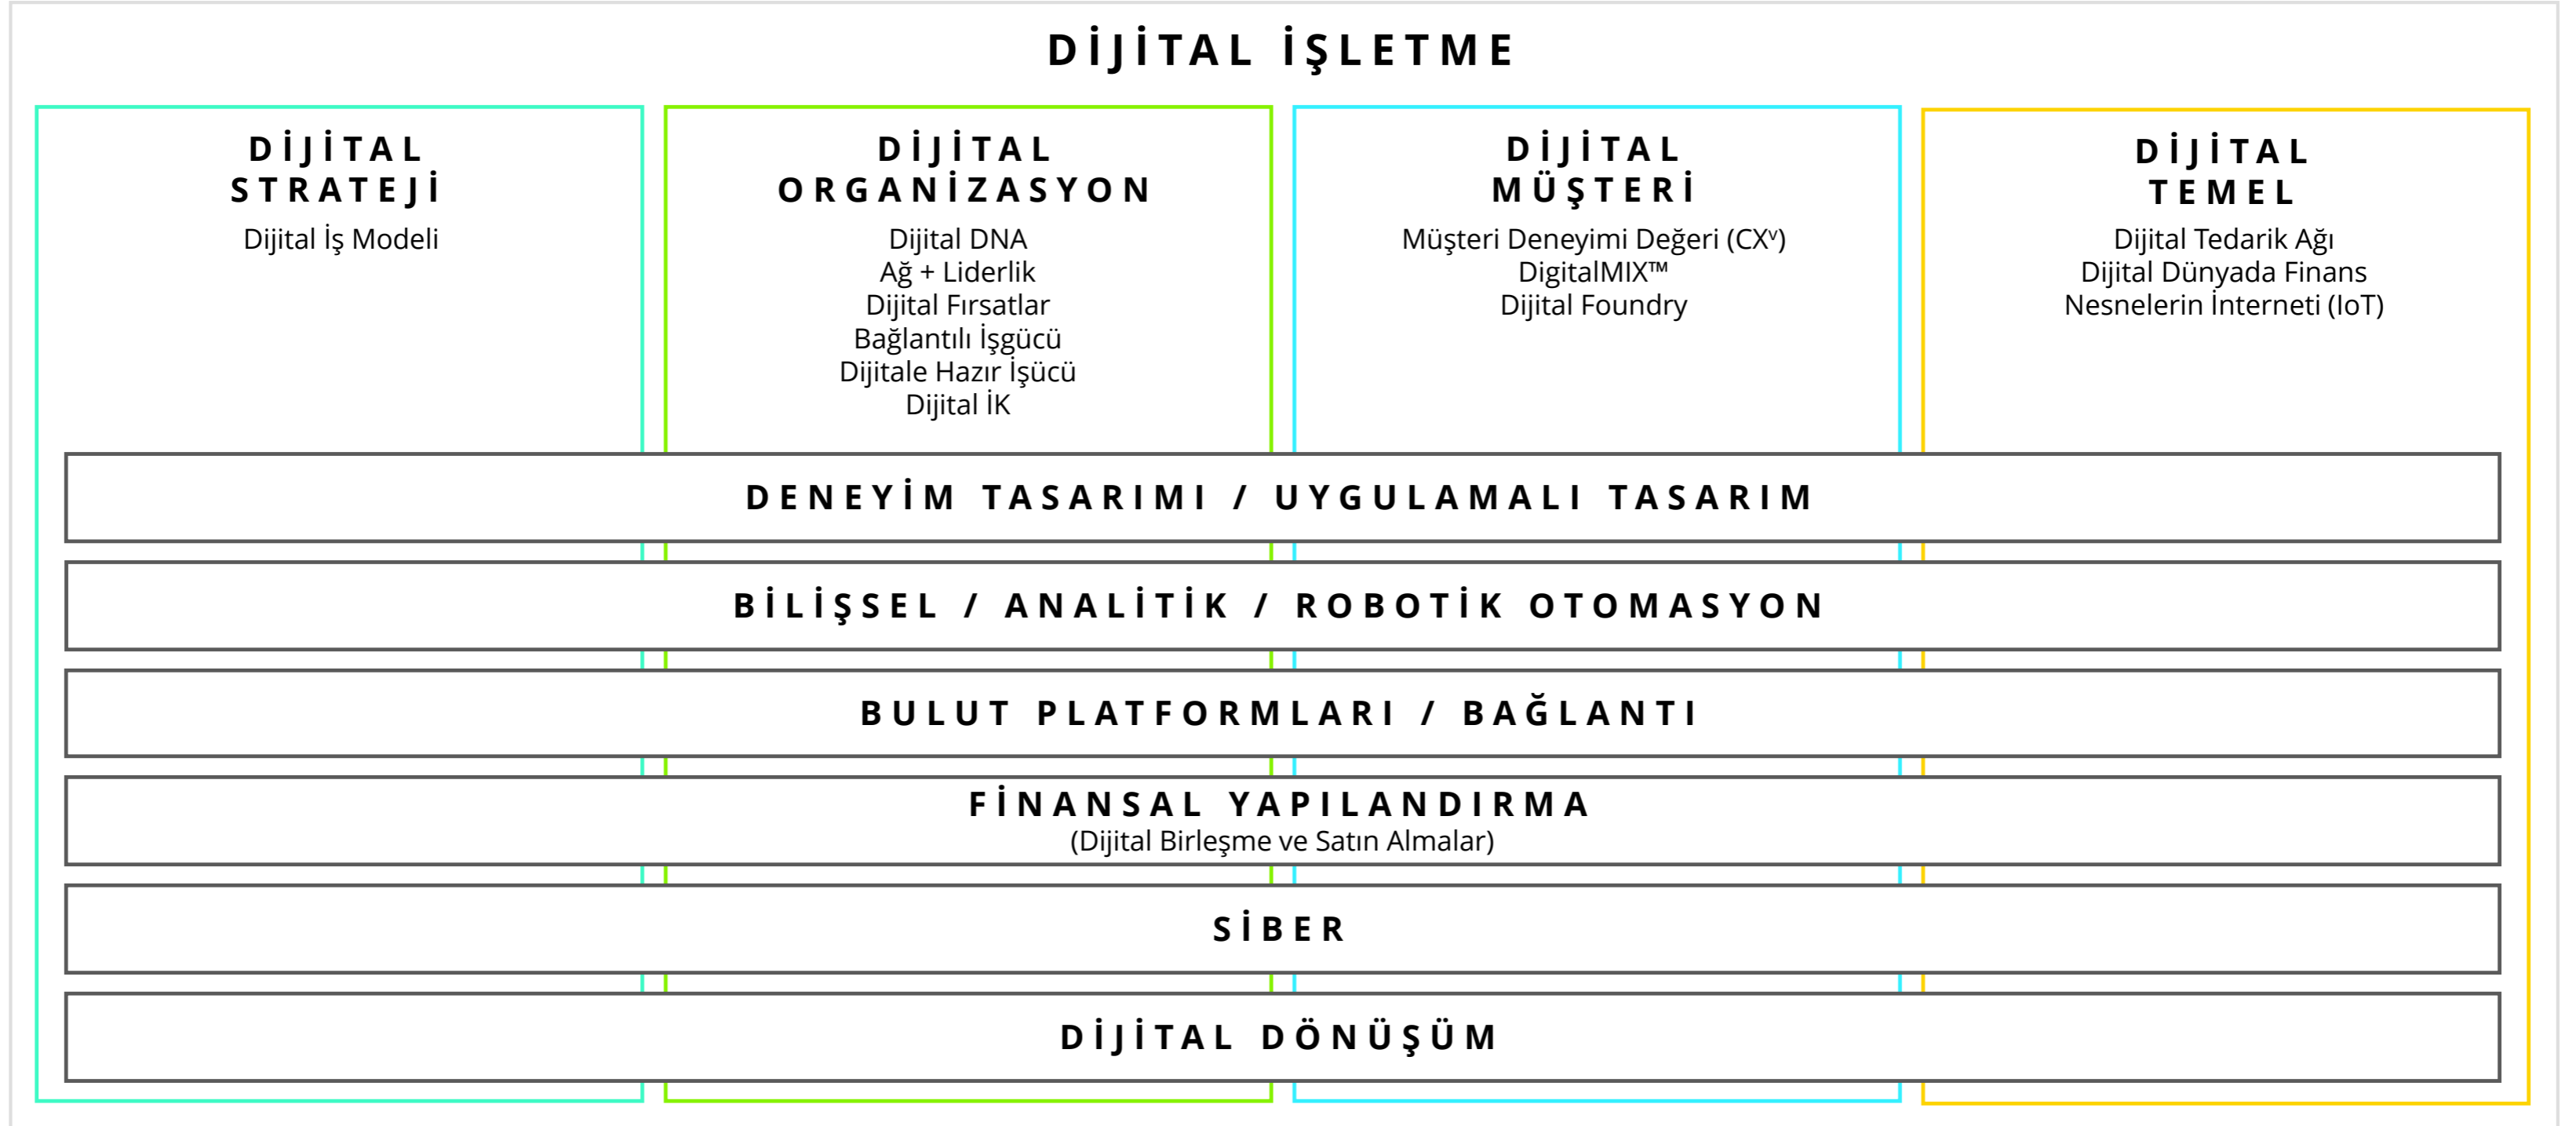 DİJİTAL İŞLETME
DİJİTAL
STRATEJİ
Dijital İş Modeli
DİJİTAL
ORGANİZASYON
Dijital DNA
Ağ + Liderlik
Dijital Fırsatlar
Bağlantılı İşgücü
Dijitale Hazır İşücü
Dijital İK
DİJİTAL
MÜŞTERİ
Müşteri Deneyimi Değeri (CXᵛ)
DigitalMIX™
Dijital Foundry
DİJİTAL
TEMEL
Dijital Tedarik Ağı
Dijital Dünyada Finans
Nesnelerin İnterneti (IoT)
DENEYİM TASARIMI / UYGULAMALI TASARIM
BİLİŞSEL / ANALİTİK / ROBOTİK OTOMASYON
BULUT PLATFORMLARI / BAĞLANTI
FİNANSAL YAPILANDIRMA
(Dijital Birleşme ve Satın Almalar)
SİBER
DİJİTAL DÖNÜŞÜM